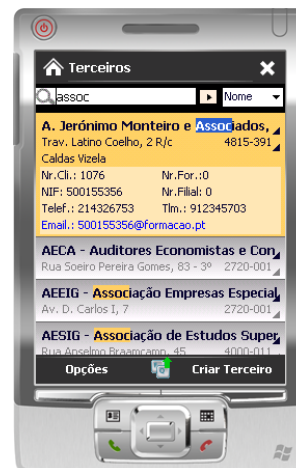 Terceiros
assoc
Nome
A. Jerónimo Monteiro e Associados,
Trav. Latino Coelho, 2 R/c 4815-391
Caldas Vizela
Nr.Cli.: 1076 Nr.For.:0
NIF: 500155356 Nr.Filial: 0
Telef.: 214326753 Tlm.: 912345703
Email.: 500155356@formacao.pt
AECA - Auditores Economistas e Con
Rua Soeiro Pereira Gomes, 83 - 3º 2720-001
AEEIG - Associação Empresas Especial
Av. D. Carlos I, 7 2720-001
AESIG - Associação de Estudos Super
Rua Anselmo Braamcamp, 45 4000-011
Opções Criar Terceiro